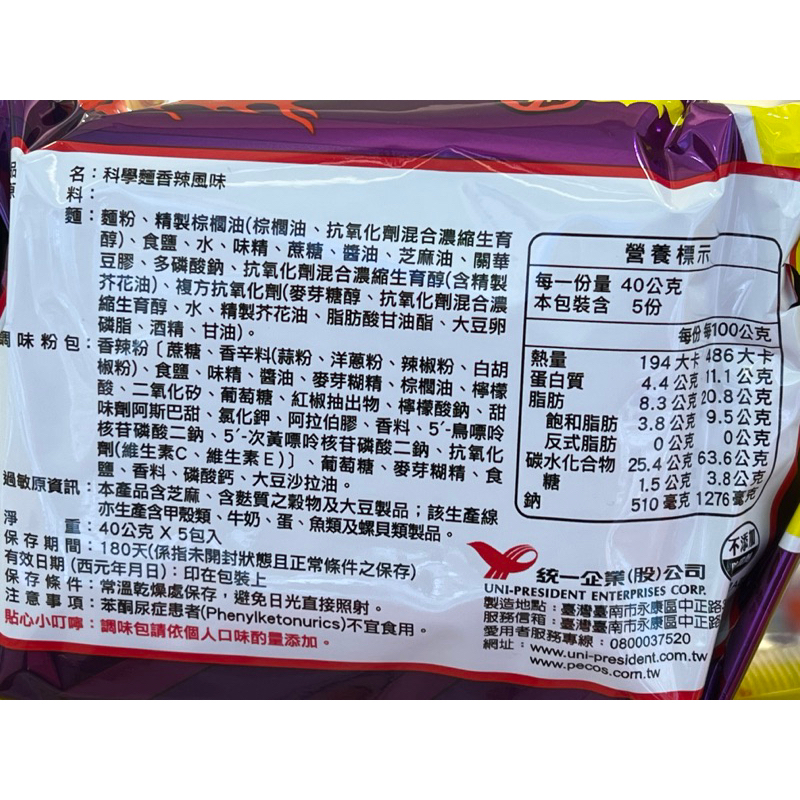 品名：科學麵香辣風味
原料：
麵：麵粉、精製棕櫚油(棕櫚油、抗氧化劑混合濃縮生育
醇)、食鹽、水、味精、蔗糖、醬油、芝麻油、關華
豆膠、多磷酸鈉、抗氧化劑混合濃縮生育醇(含精製
芥花油)、複方抗氧化劑(麥芽糖醇、抗氧化劑混合濃
縮生育醇、水、精製芥花油、脂肪酸甘油酯、大豆卵
磷脂、酒精、甘油)。
調味粉包：香辣粉〔蔗糖、香辛料(蒜粉、洋蔥粉、辣椒粉、白胡
椒粉)、食鹽、味精、醬油、麥芽糊精、棕櫚油、檸檬
酸、二氧化矽、葡萄糖、紅椒抽出物、檸檬酸鈉、甜
味劑阿斯巴甜、氯化鉀、阿拉伯膠、香料、5´-鳥嘌呤
核苷磷酸二鈉、5´-次黃嘌呤核苷磷酸二鈉、抗氧化
劑(維生素C、維生素E)〕、葡萄糖、麥芽糊精、食
鹽、香料、磷酸鈣、大豆沙拉油。
過敏原資訊：本產品含芝麻、含麩質之穀物及大豆製品；該生產線
亦生產含甲殼類、牛奶、蛋、魚類及螺貝類製品。
淨重：40公克 X 5包入
保存期間：180天(係指未開封狀態且正常條件之保存)
有效日期(西元年月日)：印在包裝上
保存條件：常溫乾燥處保存，避免日光直接照射。
注意事項：苯酮尿症患者(Phenylketonurics)不宜食用。
貼心小叮嚀：調味包請依個人口味酌量添加。
營養標示
每一份量 40公克
本包裝含 5份
每份 每100公克
熱量 194大卡 486大卡
蛋白質 4.4公克 11.1公克
脂肪 8.3公克 20.8公克
飽和脂肪 3.8公克 9.5公克
反式脂肪 0公克 0公克
碳水化合物 25.4公克 63.6公克
糖 1.5公克 3.8公克
鈉 510毫克 1276毫克
不添加
統一企業(股)公司
UNI-PRESIDENT ENTERPRISES CORP.
製造地點：臺灣臺南市永康區中正路
服務信箱：臺灣臺南市永康區中正路
愛用者服務專線：0800037520
網址：www.uni-president.com.tw
www.pecos.com.tw